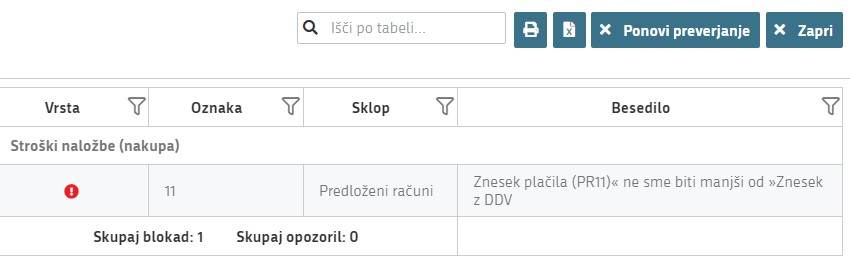 Išči po tabeli...
Ponovi preverjanje
Zapri
Vrsta
Oznaka
Sklop
Besedilo
Stroški naložbe (nakupa)
11
Predloženi računi
Znesek plačila (PR11)« ne sme biti manjši od »Znesek
z DDV
Skupaj blokad: 1
Skupaj opozoril: 0